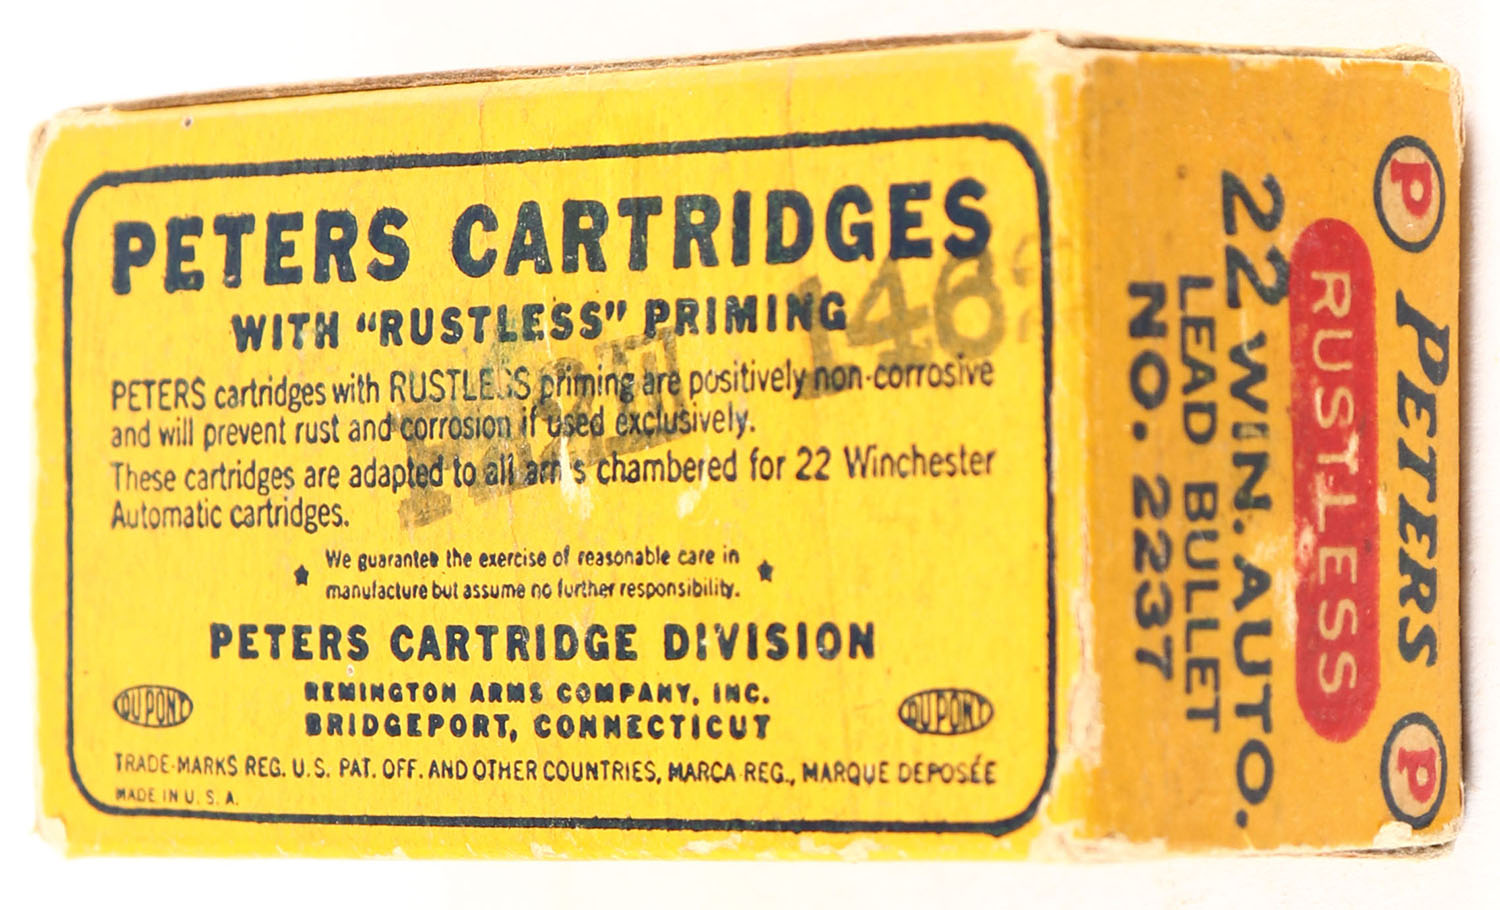 PETERS CARTRIDGES
WITH “RUSTLESS” PRIMING
PETERS cartridges with RUSTLESS priming are positively non-corrosive
and will prevent rust and corrosion if used exclusively.
These cartridges are adapted to all arms chambered for 22 Winchester
Automatic cartridges.
We guarantee the exercise of reasonable care in
manufacture but assume no further responsibility.
PETERS CARTRIDGE DIVISION
REMINGTON ARMS COMPANY, INC.
BRIDGEPORT, CONNECTICUT
DU PONT
DU PONT
TRADE-MARKS REG. U.S. PAT. OFF. AND OTHER COUNTRIES, MARCA REG., MARQUE DEPOSÉE
MADE IN U. S. A.
P PETERS P
RUSTLESS
22 WIN. AUTO.
LEAD BULLET
NO. 2237